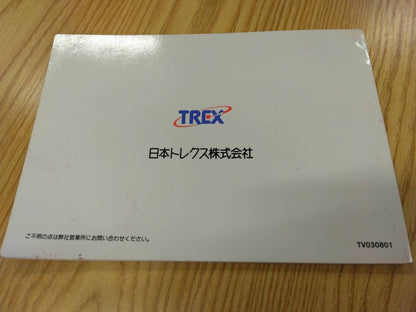 TREX
日本トレクス株式会社
ご不明の点は弊社営業所にお問い合わせください。
TV030801